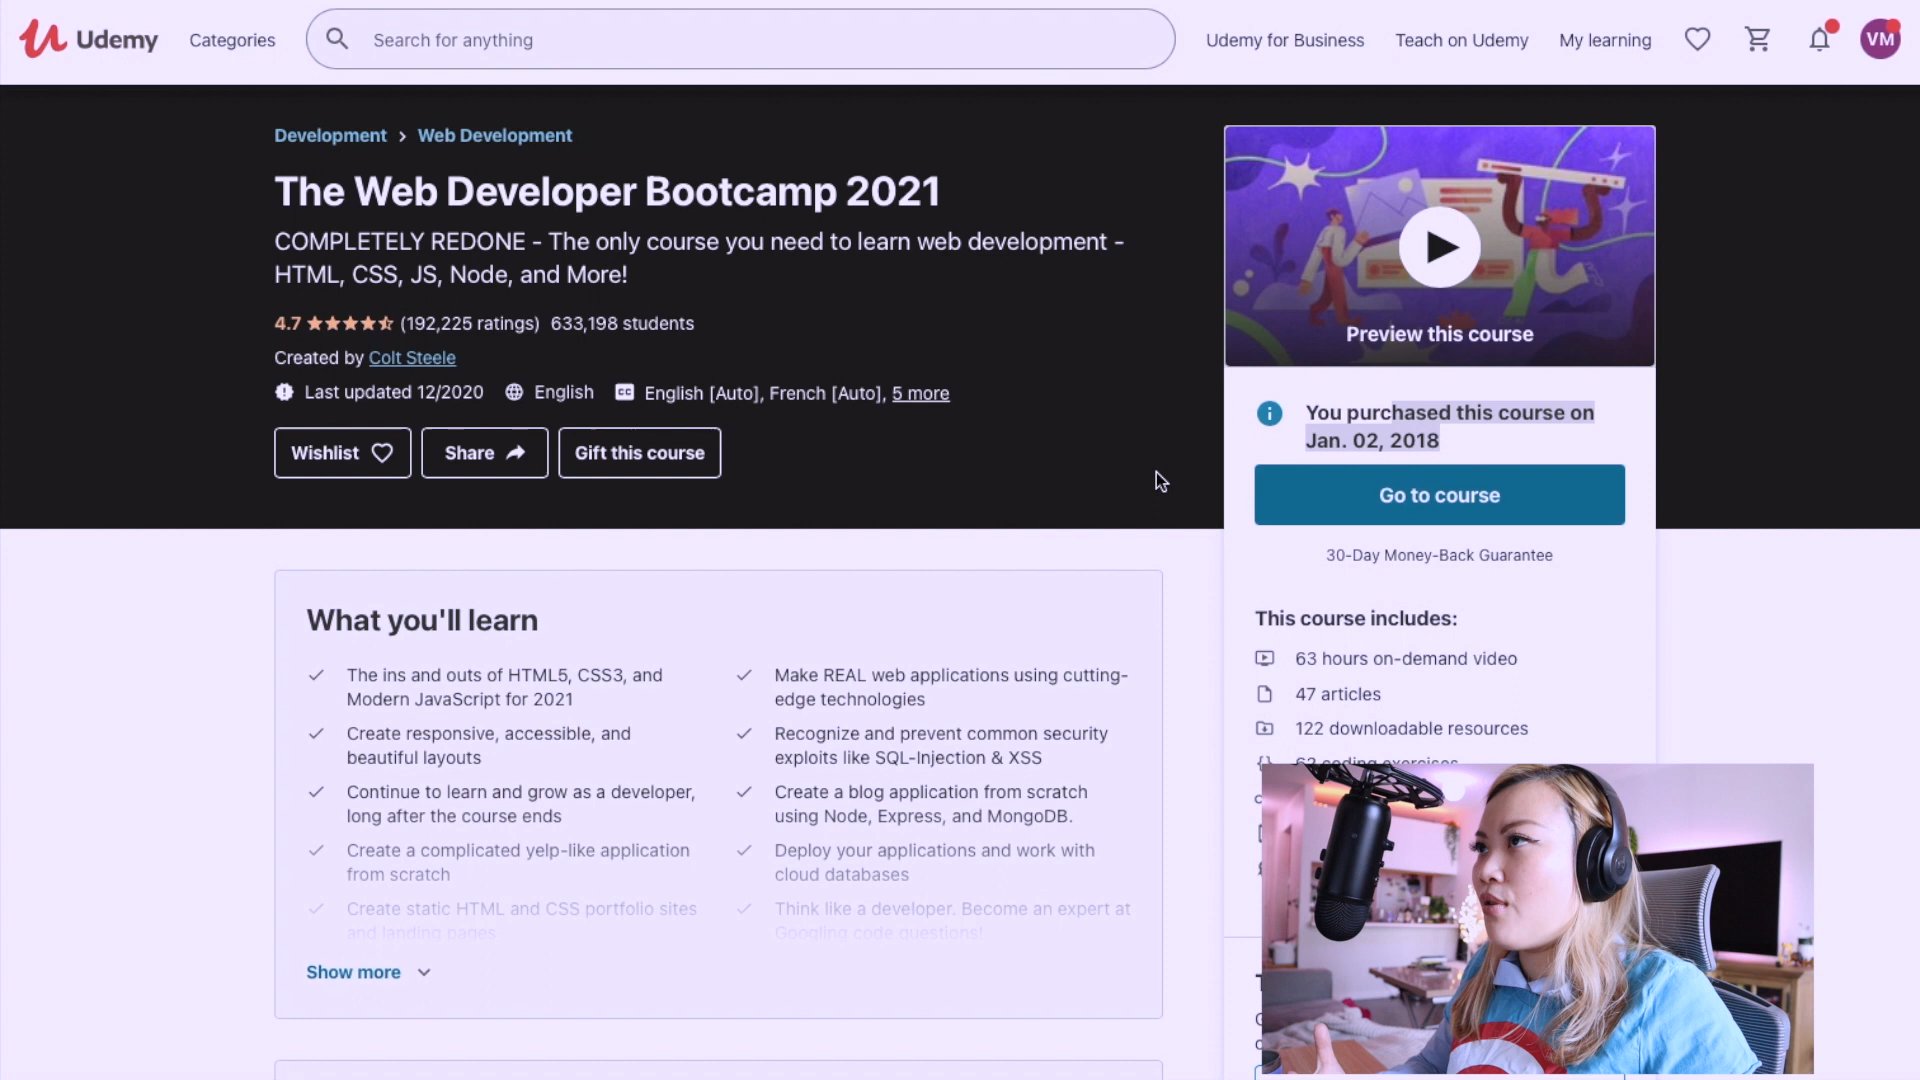 Udemy
Categories
Search for anything
Udemy for Business
Teach on Udemy
My learning
VM
Development > Web Development
The Web Developer Bootcamp 2021
COMPLETELY REDONE - The only course you need to learn web development -
HTML, CSS, JS, Node, and More!
4.7 (192,225 ratings) 633,198 students
Created by Colt Steele
Last updated 12/2020
English
CC English [Auto], French [Auto], 5 more
Wishlist
Share
Gift this course
Preview this course
You purchased this course on
Jan. 02, 2018
Go to course
30-Day Money-Back Guarantee
This course includes:
63 hours on-demand video
47 articles
122 downloadable resources
62 coding exercises
What you'll learn
The ins and outs of HTML5, CSS3, and
Modern JavaScript for 2021
Create responsive, accessible, and
beautiful layouts
Continue to learn and grow as a developer,
long after the course ends
Create a complicated yelp-like application
from scratch
Create static HTML and CSS portfolio sites
and landing pages
Make REAL web applications using cutting-
edge technologies
Recognize and prevent common security
exploits like SQL-Injection & XSS
Create a blog application from scratch
using Node, Express, and MongoDB.
Deploy your applications and work with
cloud databases
Think like a developer. Become an expert at
Googling code questions!
Show more